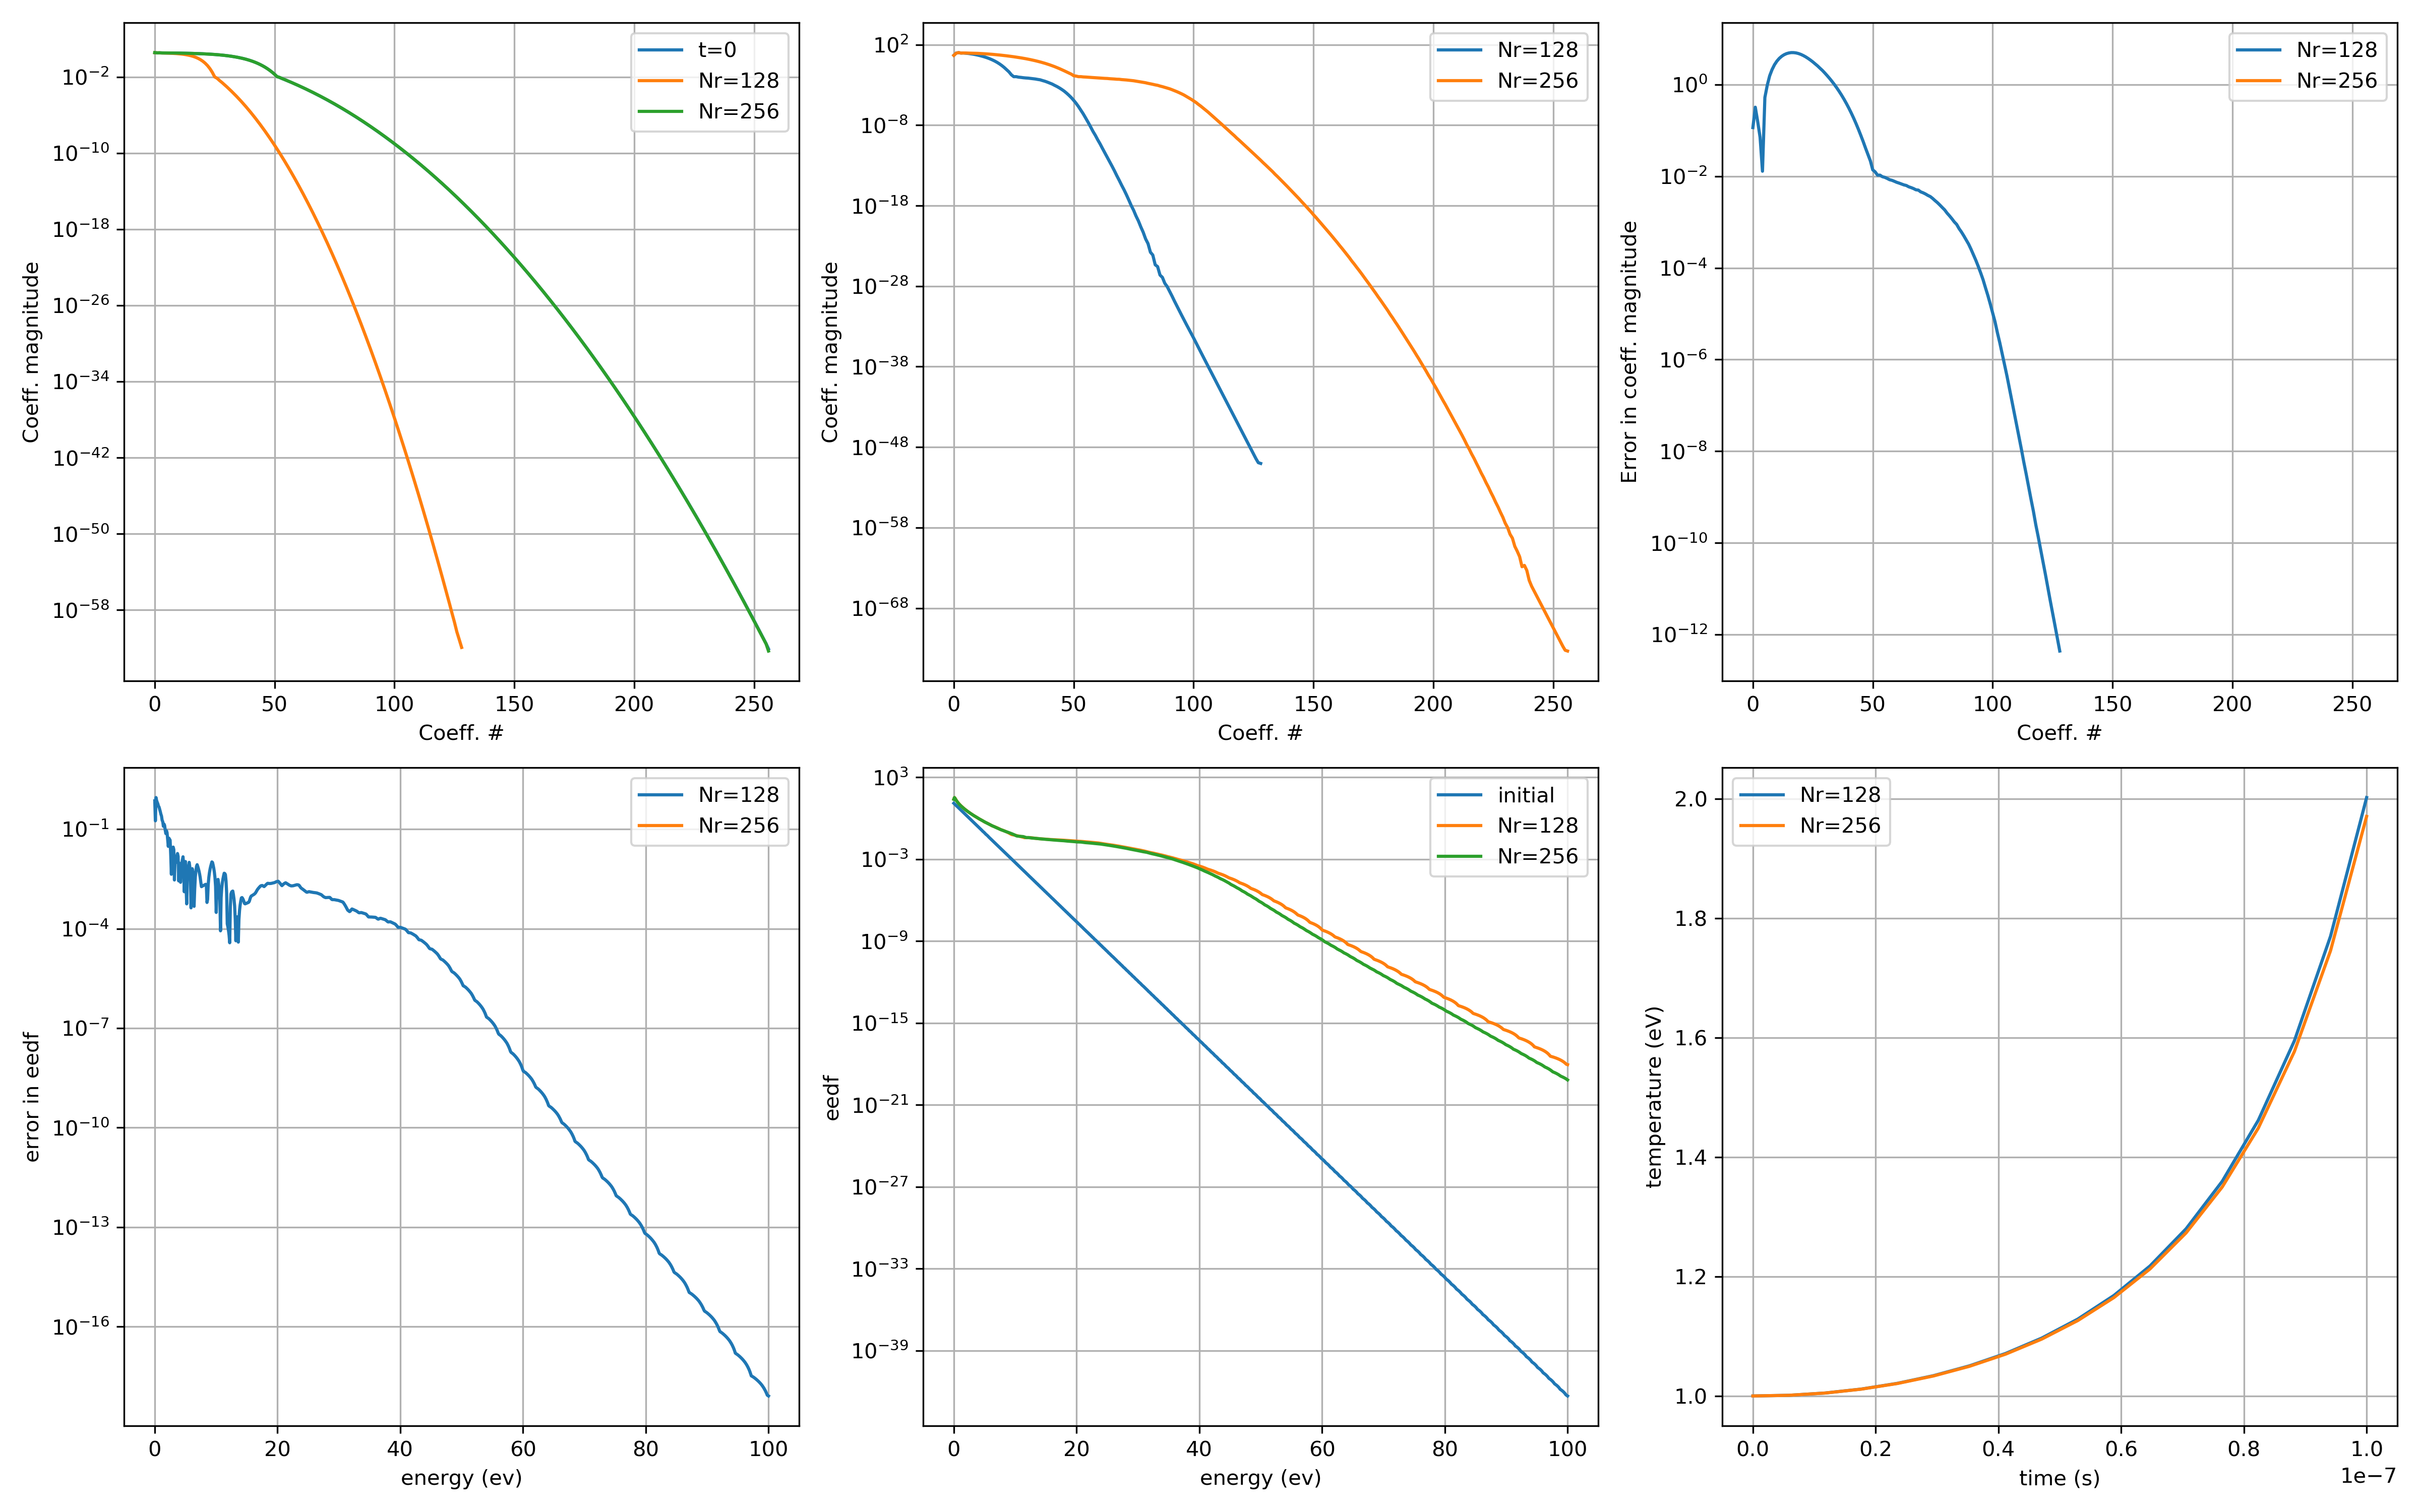 t=0
Nr=128
Nr=256
10^-2
10^-10
10^-18
10^-26
10^-34
10^-42
10^-50
10^-58
Coeff. magnitude
0 50 100 150 200 250
Coeff. #
Nr=128
Nr=256
10^2
10^-8
10^-18
10^-28
10^-38
10^-48
10^-58
10^-68
Coeff. magnitude
0 50 100 150 200 250
Coeff. #
Nr=128
Nr=256
10^0
10^-2
10^-4
10^-6
10^-8
10^-10
10^-12
Error in coeff. magnitude
0 50 100 150 200 250
Coeff. #
Nr=128
Nr=256
10^-1
10^-4
10^-7
10^-10
10^-13
10^-16
error in eedf
0 20 40 60 80 100
energy (ev)
initial
Nr=128
Nr=256
10^3
10^-3
10^-9
10^-15
10^-21
10^-27
10^-33
10^-39
eedf
0 20 40 60 80 100
energy (ev)
Nr=128
Nr=256
2.0
1.8
1.6
1.4
1.2
1.0
temperature (eV)
0.0 0.2 0.4 0.6 0.8 1.0
1e−7
time (s)